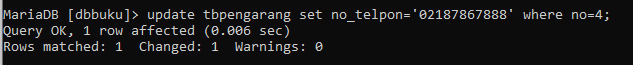 MariaDB [dbbuku]> update tbpengarang set no_telpon='02187867888' where no=4;
Query OK, 1 row affected (0.006 sec)
Rows matched: 1  Changed: 1  Warnings: 0